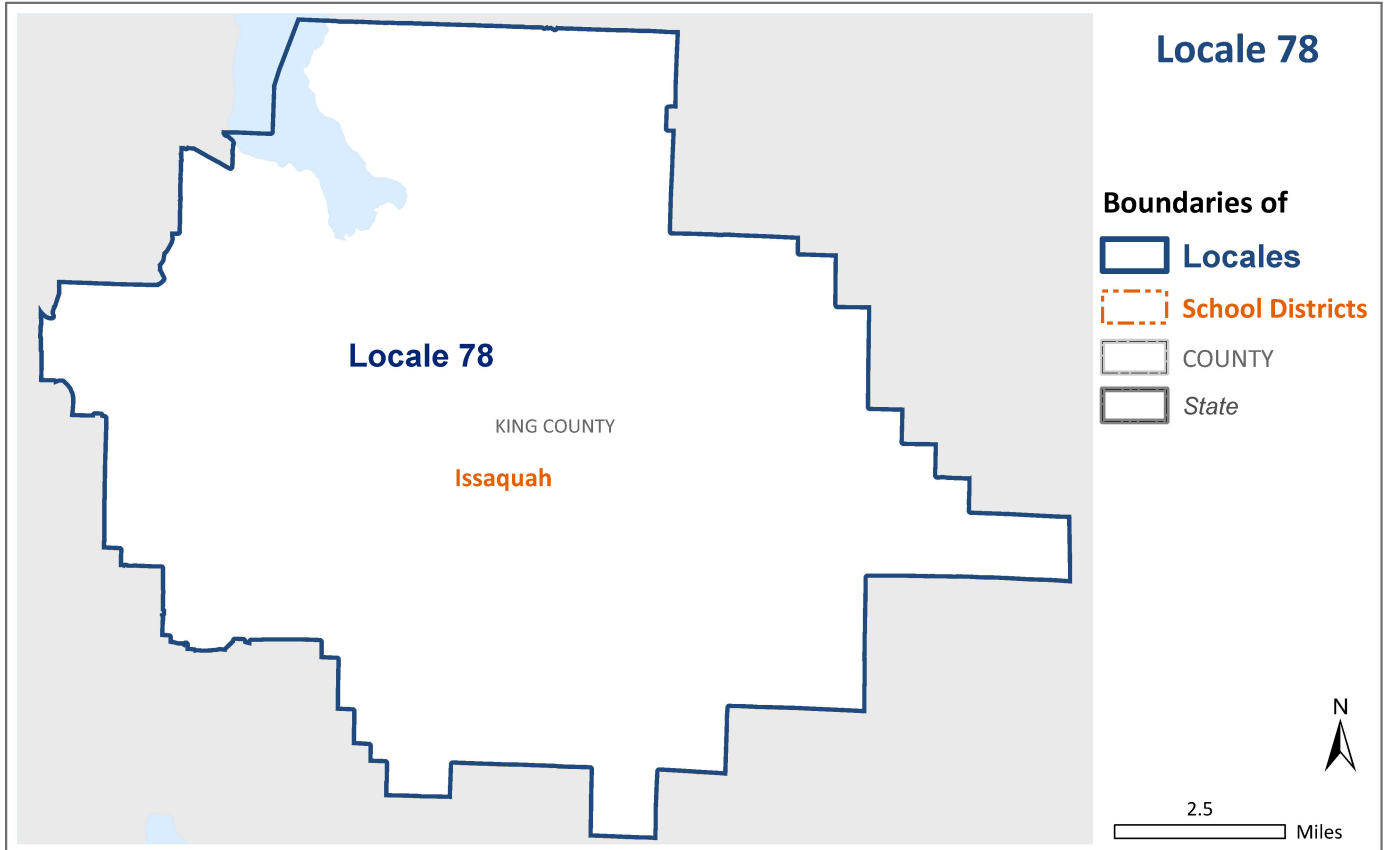 Locale 78
Boundaries of
Locales
School Districts
COUNTY
State
Locale 78
KING COUNTY
Issaquah
N
2.5
Miles